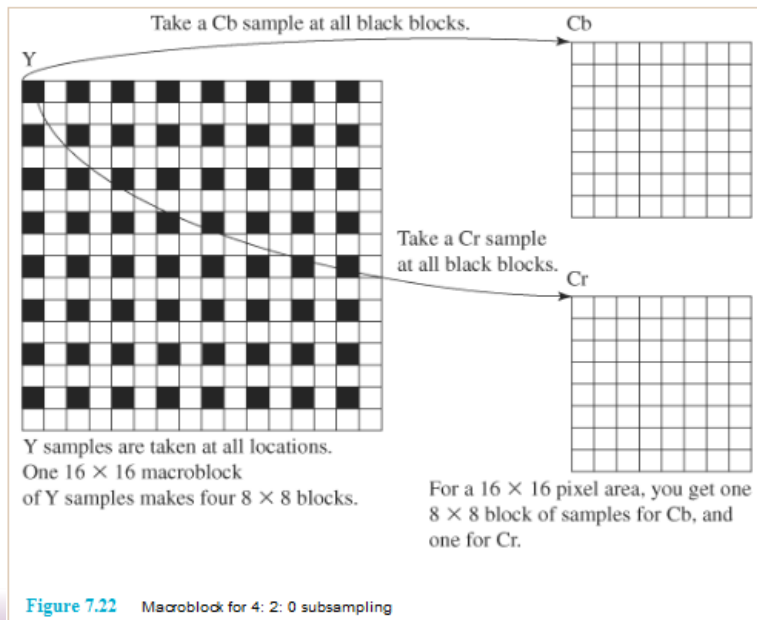 Take a Cb sample at all black blocks.
Cb
Y
Take a Cr sample
at all black blocks.
Cr
Y samples are taken at all locations.
One 16 × 16 macroblock
of Y samples makes four 8 × 8 blocks.
For a 16 × 16 pixel area, you get one
8 × 8 block of samples for Cb, and
one for Cr.
Figure 7.22 Macroblock for 4: 2: 0 subsampling